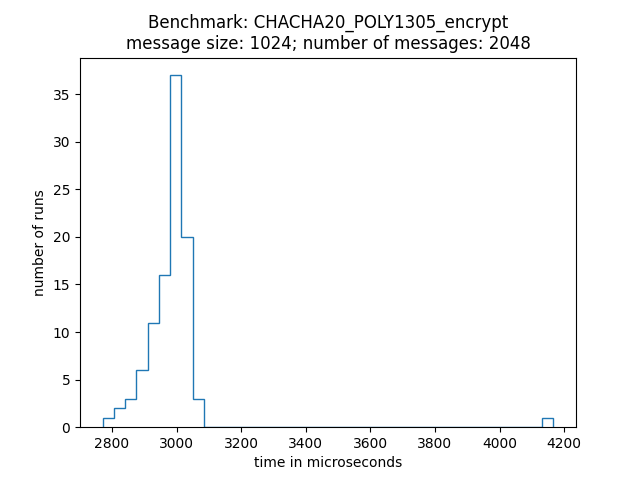 Benchmark: CHACHA20_POLY1305_encrypt
message size: 1024; number of messages: 2048
number of runs
35
30
25
20
15
10
5
0
2800 3000 3200 3400 3600 3800 4000 4200
time in microseconds